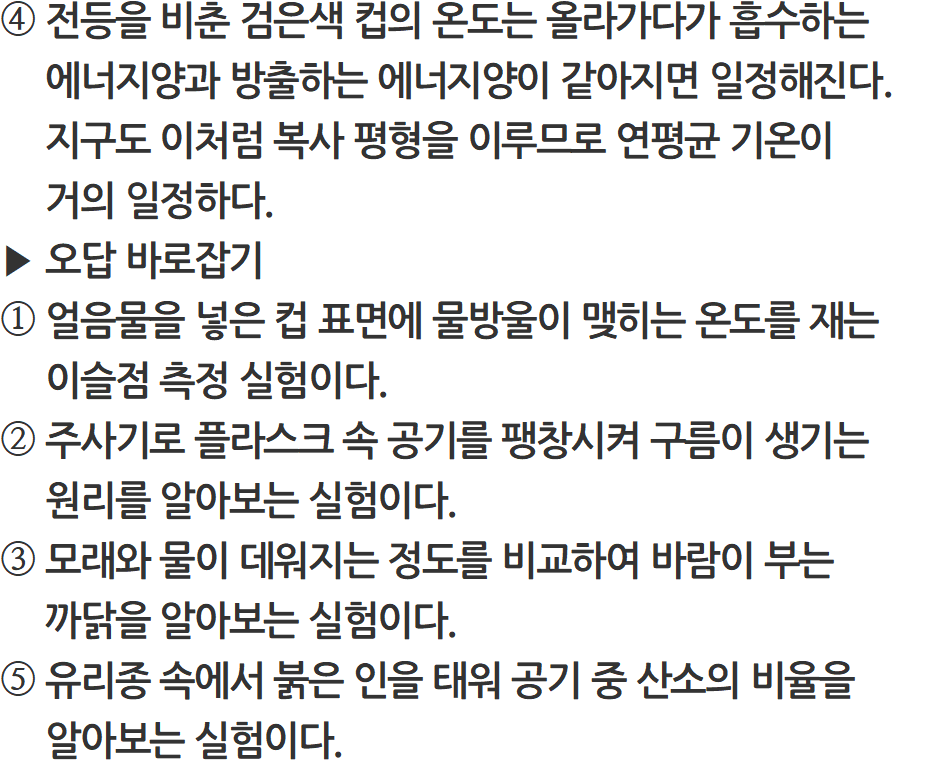 ④ 전등을 비춘 검은색 컵의 온도는 올라가다가 흡수하는
에너지양과 방출하는 에너지양이 같아지면 일정해진다.
지구도 이처럼 복사 평형을 이루므로 연평균 기온이
거의 일정하다.
▶ 오답 바로잡기
① 얼음물을 넣은 컵 표면에 물방울이 맺히는 온도를 재는
이슬점 측정 실험이다.
② 주사기로 플라스크 속 공기를 팽창시켜 구름이 생기는
원리를 알아보는 실험이다.
③ 모래와 물이 데워지는 정도를 비교하여 바람이 부는
까닭을 알아보는 실험이다.
⑤ 유리종 속에서 붉은 인을 태워 공기 중 산소의 비율을
알아보는 실험이다.